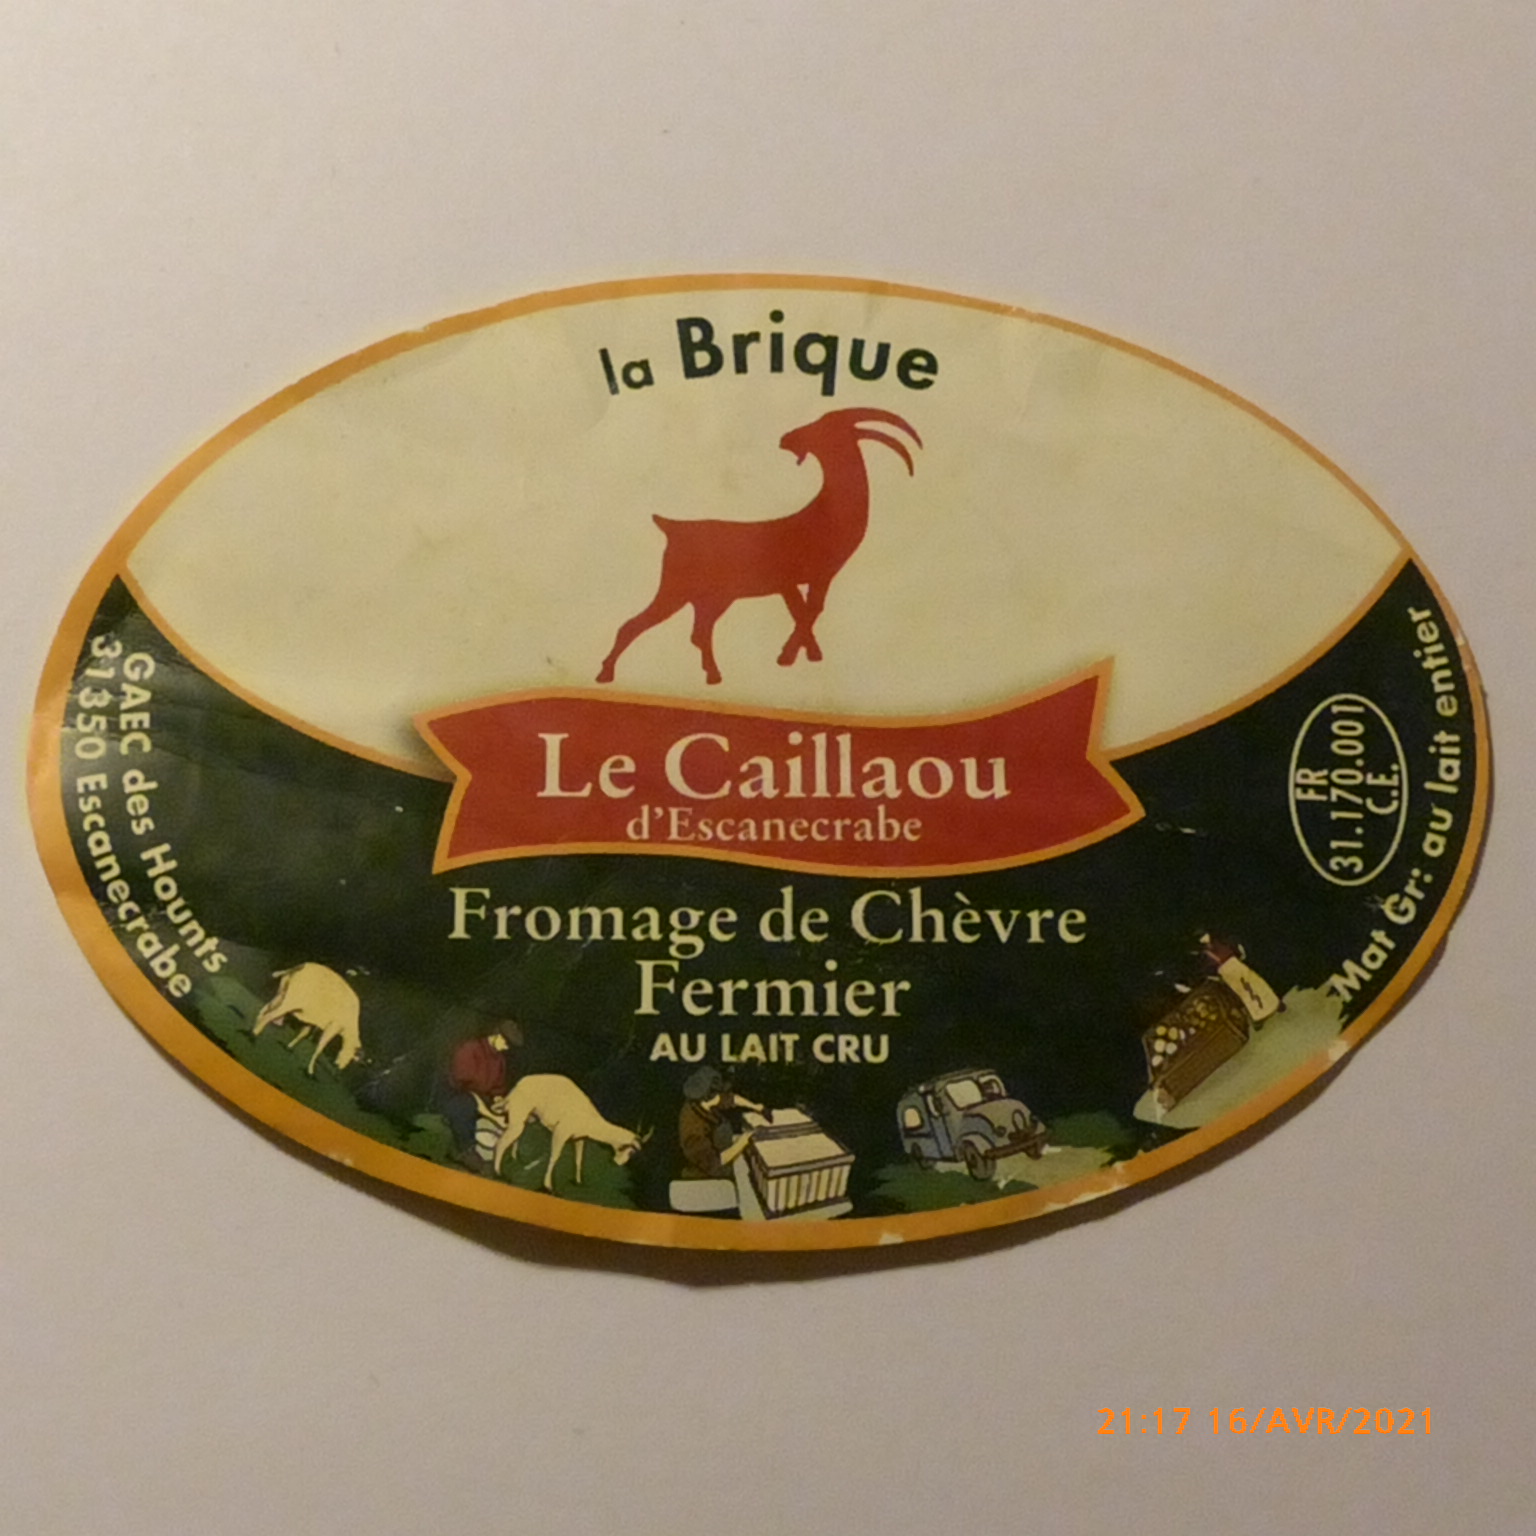 la Brique
Le Caillaou
d'Escanecrabe
Fromage de Chèvre
Fermier
AU LAIT CRU
GAEC des Hounts
31350 Escanecrabe
FR
31.170.001
C.E.
Mat Gr: au lait entier
21:17 16/AVR/2021